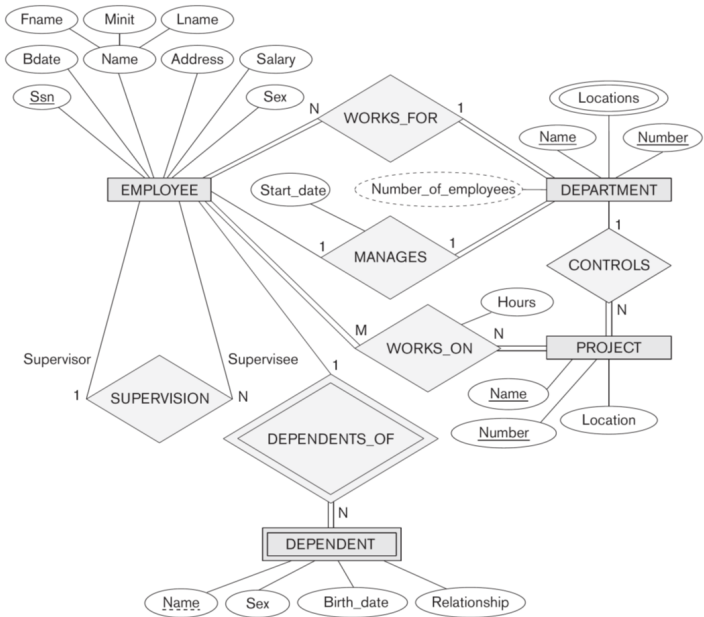 Fname
Minit
Lname
Bdate
Name
Address
Salary
Ssn
Sex
N
WORKS_FOR
1
Locations
Name
Number
EMPLOYEE
Start_date
Number_of_employees
DEPARTMENT
1
MANAGES
1
1
CONTROLS
N
Hours
M
WORKS_ON
N
PROJECT
Supervisor
Supervisee
1
SUPERVISION
N
1
Name
Number
Location
DEPENDENTS_OF
N
DEPENDENT
Name
Sex
Birth_date
Relationship